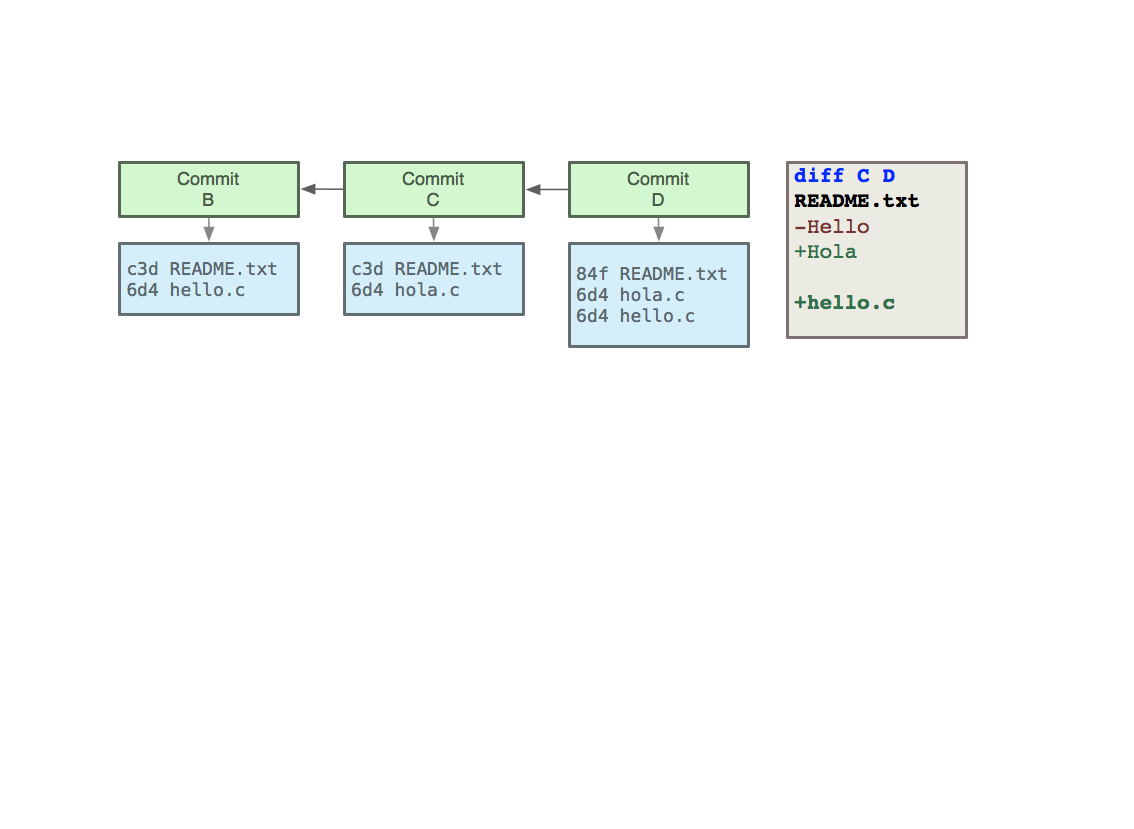 Commit
B
Commit
C
Commit
D
c3d README.txt
6d4 hello.c
c3d README.txt
6d4 hola.c
84f README.txt
6d4 hola.c
6d4 hello.c
diff C D
README.txt
-Hello
+Hola
+hello.c